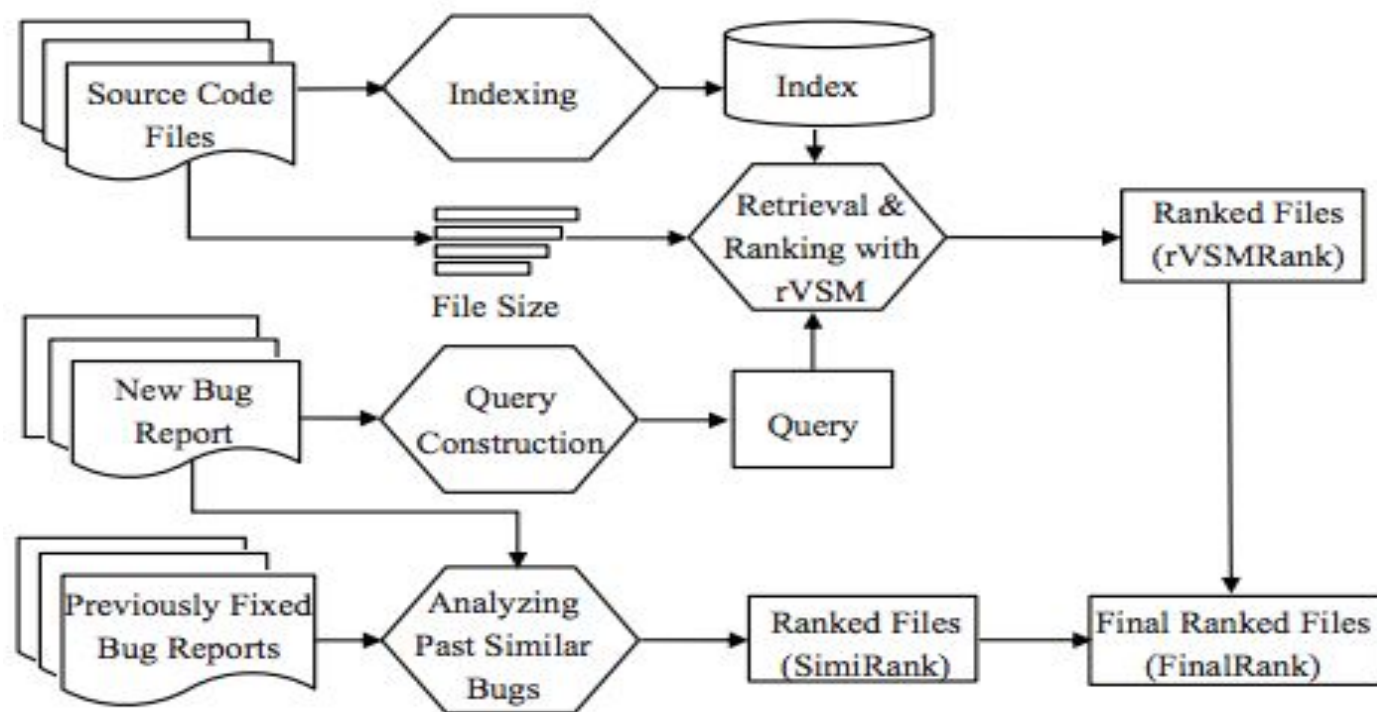 Source Code
Files
Indexing
Index
File Size
Retrieval &
Ranking with
rVSM
Ranked Files
(rVSMRank)
New Bug
Report
Query
Construction
Query
Previously Fixed
Bug Reports
Analyzing
Past Similar
Bugs
Ranked Files
(SimiRank)
Final Ranked Files
(FinalRank)